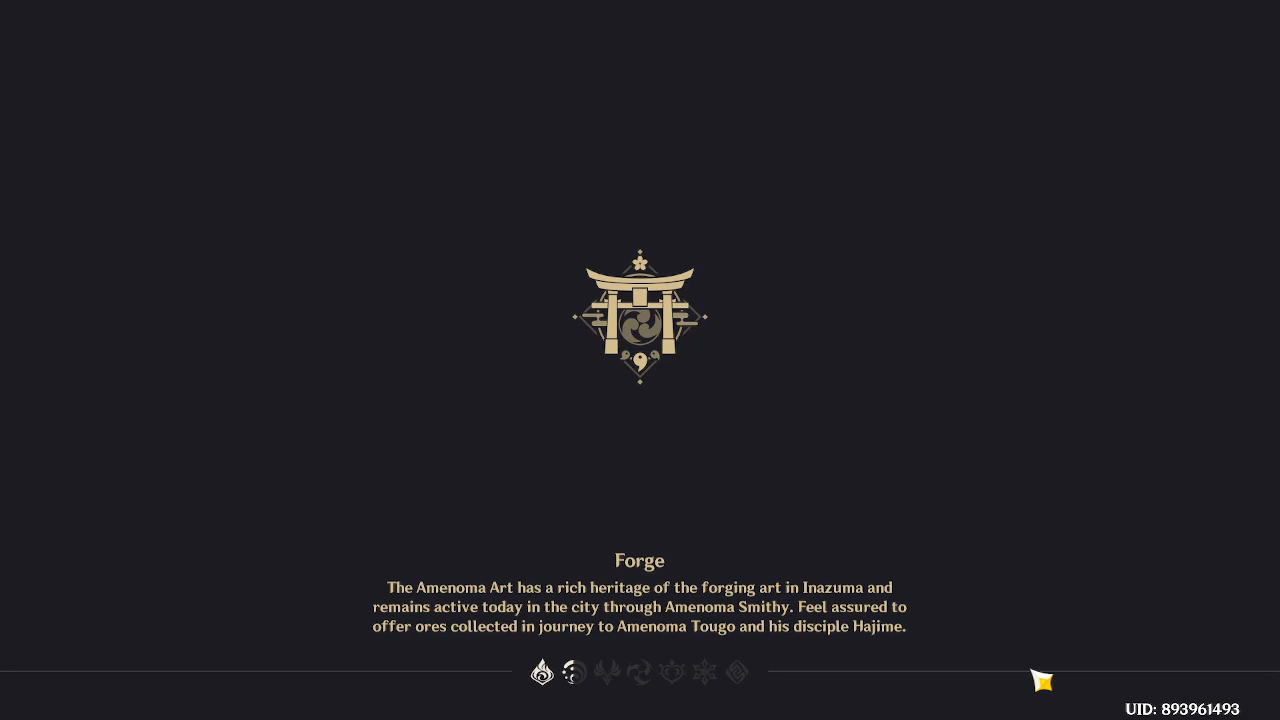 Forge
The Amenoma Art has a rich heritage of the forging art in Inazuma and
remains active today in the city through Amenoma Smithy. Feel assured to
offer ores collected in journey to Amenoma Tougo and his disciple Hajime.
UID: 893961493